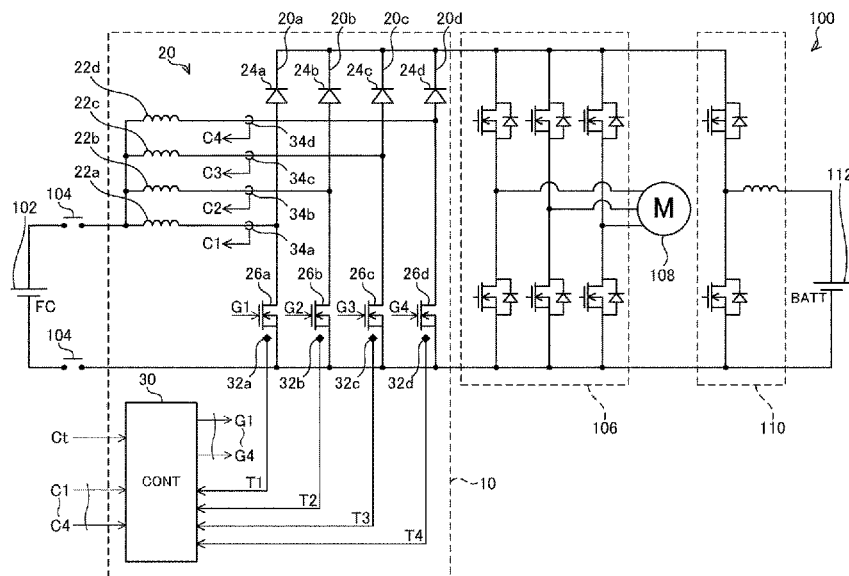 20a 20b 20c 20d
100
20
24a 24b 24c 24d
22d
22c
C4 34d
22b
C3 34c
22a
C2 34b
102 104
C1 34a
M
108
112
26a 26b 26c 26d
G1 G2 G3 G4
FC
BATT
104
32a 32b 32c 32d
30
106
110
Ct
G1
G4
CONT
C1
T1
10
T2
C4
T3
T4